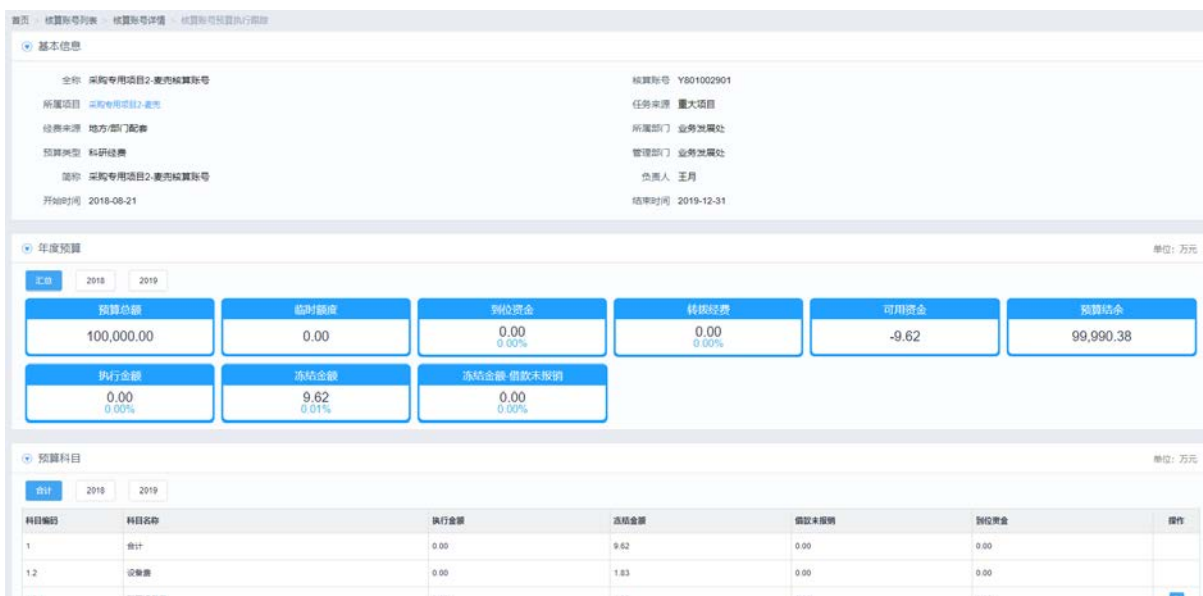 首页 核算账号列表 核算账号详情 核算账号预算执行跟踪
基本信息
全称 采购专用项目2-麦壳核算账号 核算账号 Y801002901
所属项目 采购专用项目2-麦壳 任务来源 重大项目
经费来源 地方/部门配套 所属部门 业务发展处
预算类型 科研经费 管理部门 业务发展处
简称 采购专用项目2-麦壳核算账号 负责人 王月
开始时间 2018-08-21 结束时间 2019-12-31
年度预算 单位：万元
汇总 2018 2019
预算总额 临时额度 到位资金 转拨经费 可用资金 预算结余
100,000.00 0.00 0.00 0.00 -9.62 99,990.38
0.00% 0.00%
执行金额 冻结金额 冻结金额-借款未报销
0.00 9.62 0.00
0.00% 0.01% 0.00%
预算科目 单位：万元
合计 2018 2019
科目编码 科目名称 执行金额 冻结金额 借款未报销 到位资金 操作
1 合计 0.00 9.62 0.00 0.00
1.2 设备费 0.00 1.83 0.00 0.00